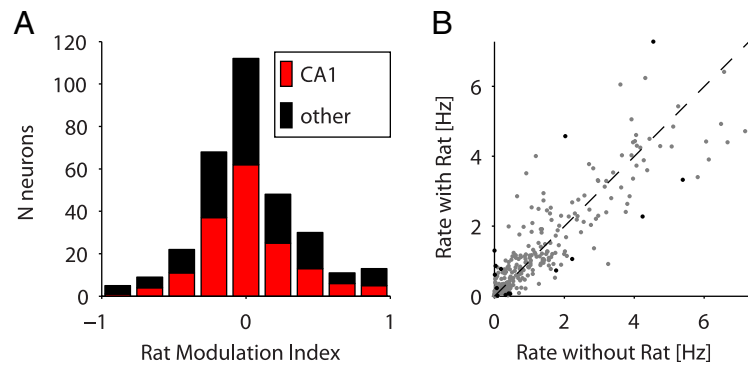 A
120
100
80
60
40
20
0
N neurons
CA1
other
−1
0
1
Rat Modulation Index
B
6
4
2
0
Rate with Rat [Hz]
0
2
4
6
Rate without Rat [Hz]